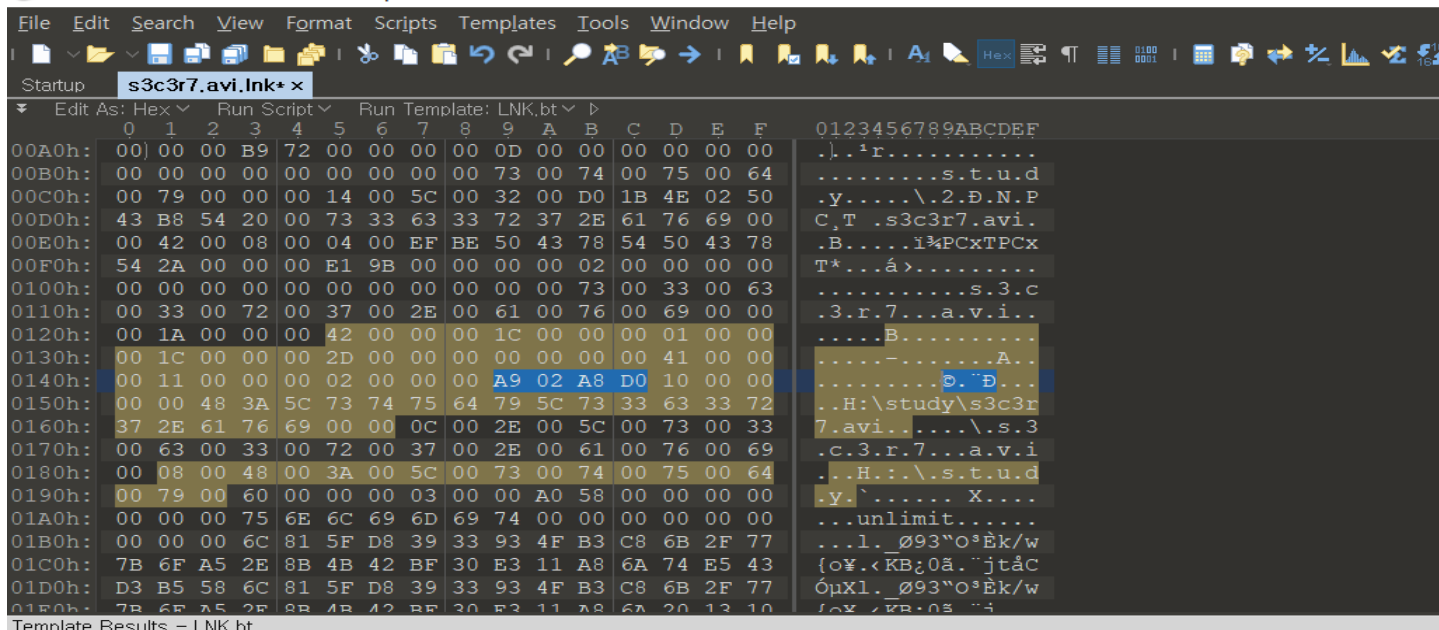 File Edit Search View Format Scripts Templates Tools Window Help
Startup s3c3r7.avi.lnk* ×
Edit As: Hex Run Script Run Template: LNK.bt
0 1 2 3 4 5 6 7 8 9 A B C D E F 0123456789ABCDEF
00A0h: 00 00 00 B9 72 00 00 00 00 0D 00 00 00 00 00 00 .)..¹r...........
00B0h: 00 00 00 00 00 00 00 00 00 73 00 74 00 75 00 64 .........s.t.u.d
00C0h: 00 79 00 00 00 14 00 5C 00 32 00 D0 1B 4E 02 50 .y.....\.2.Ð.N.P
00D0h: 43 B8 54 20 00 73 33 63 33 72 37 2E 61 76 69 00 C¸T .s3c3r7.avi.
00E0h: 00 42 00 08 00 04 00 EF BE 50 43 78 54 50 43 78 .B.....ï¾PCxTPCx
00F0h: 54 2A 00 00 00 E1 9B 00 00 00 00 02 00 00 00 00 T*...á›.........
0100h: 00 00 00 00 00 00 00 00 00 00 00 73 00 33 00 63 ...........s.3.c
0110h: 00 33 00 72 00 37 00 2E 00 61 00 76 00 69 00 00 .3.r.7...a.v.i..
0120h: 00 1A 00 00 00 42 00 00 00 1C 00 00 00 01 00 00 .....B..........
0130h: 00 1C 00 00 00 2D 00 00 00 00 00 00 00 41 00 00 .....-.......A..
0140h: 00 11 00 00 00 02 00 00 00 A9 02 A8 D0 10 00 00 .........©.¨Ð...
0150h: 00 00 48 3A 5C 73 74 75 64 79 5C 73 33 63 33 72 ..H:\study\s3c3r
0160h: 37 2E 61 76 69 00 00 0C 00 2E 00 5C 00 73 00 33 7.avi......\.s.3
0170h: 00 63 00 33 00 72 00 37 00 2E 00 61 00 76 00 69 .c.3.r.7...a.v.i
0180h: 00 08 00 48 00 3A 00 5C 00 73 00 74 00 75 00 64 ...H.:.\.s.t.u.d
0190h: 00 79 00 60 00 00 00 03 00 00 A0 58 00 00 00 00 .y.`...... X....
01A0h: 00 00 00 75 6E 6C 69 6D 69 74 00 00 00 00 00 00 ...unlimit......
01B0h: 00 00 00 6C 81 5F D8 39 33 93 4F B3 C8 6B 2F 77 ...l._Ø93“O³Èk/w
01C0h: 7B 6F A5 2E 8B 4B 42 BF 30 E3 11 A8 6A 74 E5 43 {o¥.‹KB¿0ã.¨jtåC
01D0h: D3 B5 58 6C 81 5F D8 39 33 93 4F B3 C8 6B 2F 77 ÓµXl._Ø93“O³Èk/w
01E0h: 7B 6F A5 2E 8B 4B 42 BF 30 E3 11 A8 6A 20 13 10
Template Results - LNK.bt